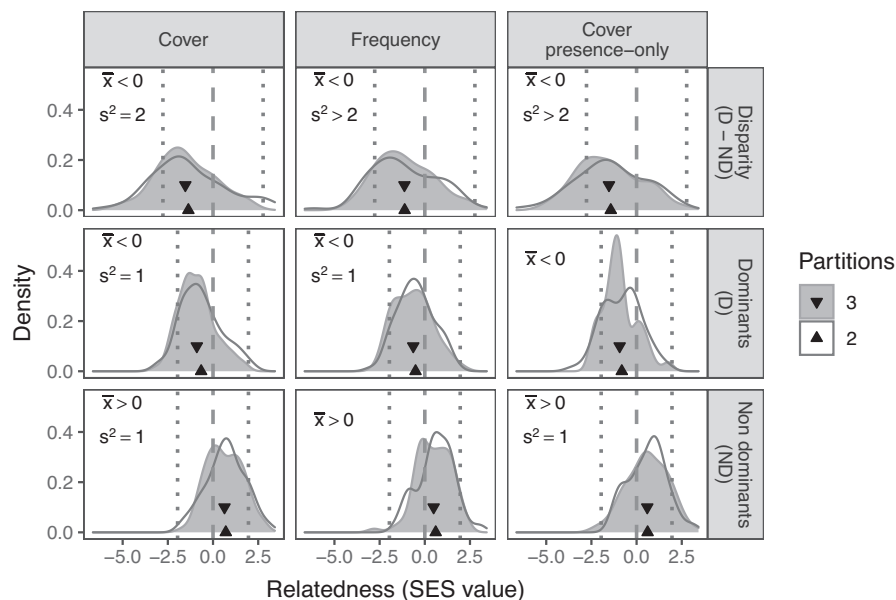 Cover
Frequency
Cover
presence−only
x̅ < 0
s² = 2
x̅ < 0
s² > 2
x̅ < 0
s² > 2
0.4
0.2
0.0
Disparity
(D − ND)
x̅ < 0
s² = 1
x̅ < 0
s² = 1
x̅ < 0
0.4
0.2
0.0
Dominants
(D)
x̅ > 0
s² = 1
x̅ > 0
x̅ > 0
s² = 1
0.4
0.2
0.0
Non dominants
(ND)
−5.0 −2.5 0.0 2.5
−5.0 −2.5 0.0 2.5
−5.0 −2.5 0.0 2.5
Density
Relatedness (SES value)
Partitions
3
2